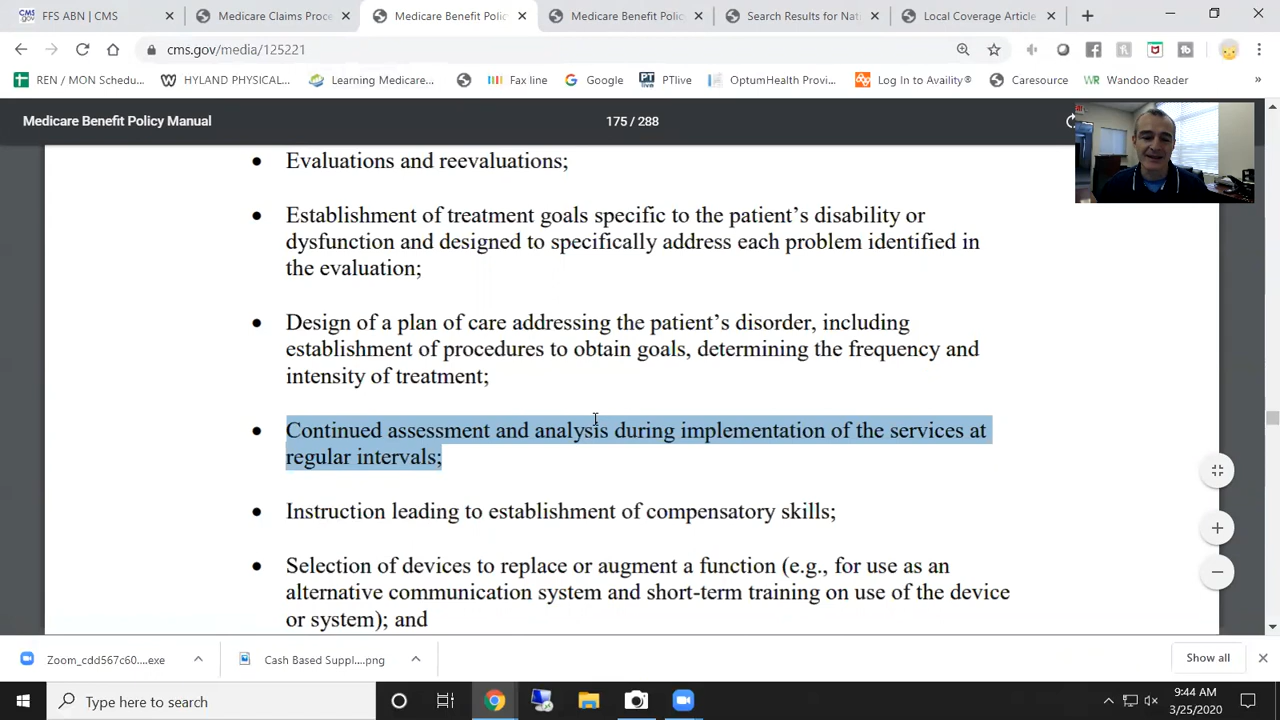 FFS ABN | CMS
Medicare Claims Proce
Medicare Benefit Polic
Medicare Benefit Polic
Search Results for Nat
Local Coverage Article
cms.gov/media/125221
REN / MON Schedu...
HYLAND PHYSICAL...
Learning Medicare...
Fax line
Google
PTlive
OptumHealth Provi...
Log In to Availity®
Caresource
WR Wandoo Reader
»
Medicare Benefit Policy Manual
175 / 288
• Evaluations and reevaluations;
• Establishment of treatment goals specific to the patient’s disability or
dysfunction and designed to specifically address each problem identified in
the evaluation;
• Design of a plan of care addressing the patient’s disorder, including
establishment of procedures to obtain goals, determining the frequency and
intensity of treatment;
• Continued assessment and analysis during implementation of the services at
regular intervals;
• Instruction leading to establishment of compensatory skills;
• Selection of devices to replace or augment a function (e.g., for use as an
alternative communication system and short-term training on use of the device
or system); and
Zoom_cdd567c60....exe
Cash Based Suppl....png
Show all
Type here to search
9:44 AM
3/25/2020